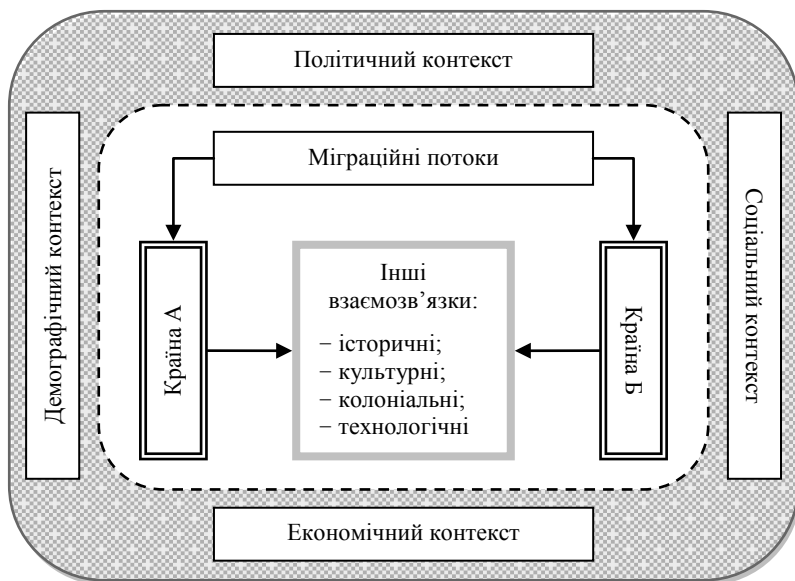 Політичний контекст
Міграційні потоки
Демографічний контекст
Країна А
Інші
взаємозв’язки:
− історичні;
− культурні;
− колоніальні;
− технологічні
Країна Б
Соціальний контекст
Економічний контекст